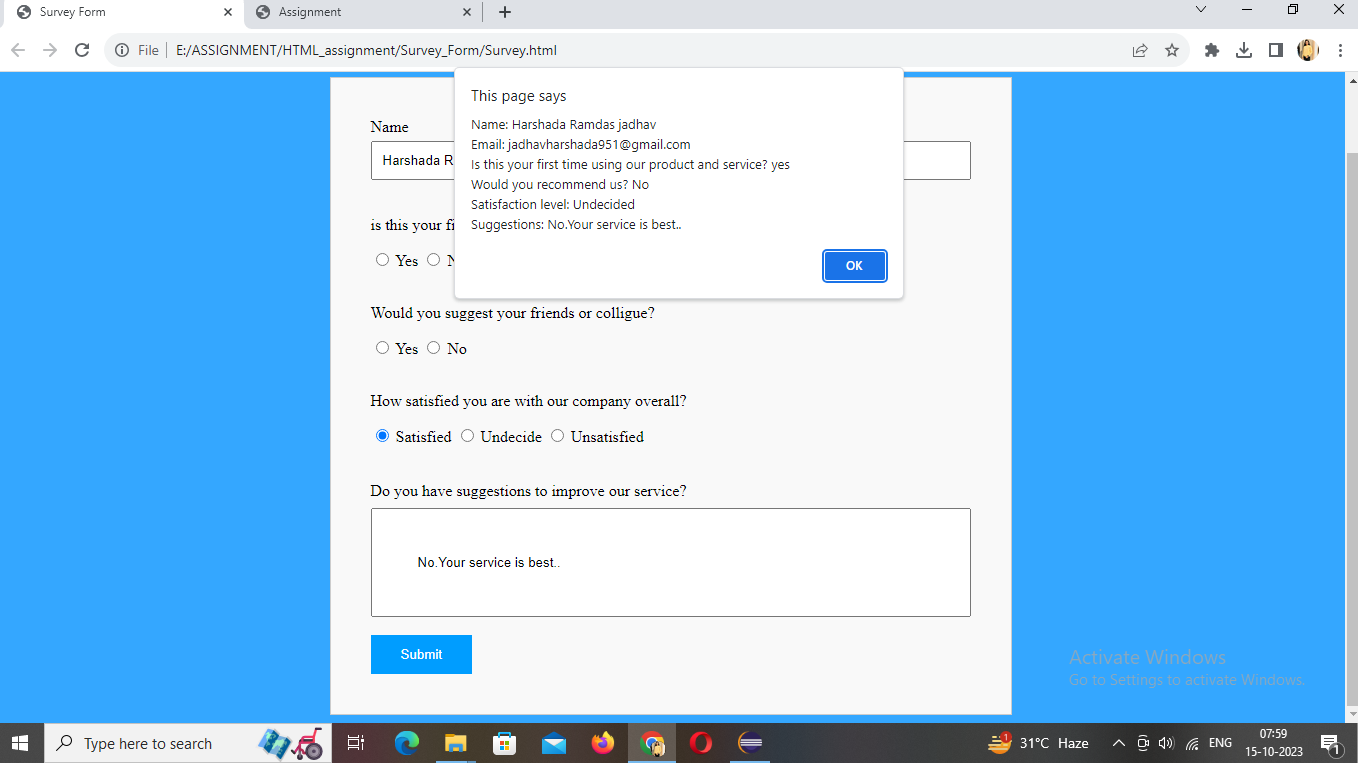 Survey Form
Assignment
File
E:/ASSIGNMENT/HTML_assignment/Survey_Form/Survey.html
This page says
Name: Harshada Ramdas jadhav
Email: jadhavharshada951@gmail.com
Is this your first time using our product and service? yes
Would you recommend us? No
Satisfaction level: Undecided
Suggestions: No.Your service is best..
OK
Name
Harshada R
is this your fi
Yes
Would you suggest your friends or colligue?
Yes No
How satisfied you are with our company overall?
Satisfied Undecide Unsatisfied
Do you have suggestions to improve our service?
No.Your service is best..
Submit
Activate Windows
Go to Settings to activate Windows.
Type here to search
1
31°C Haze
ENG
07:59
15-10-2023
1